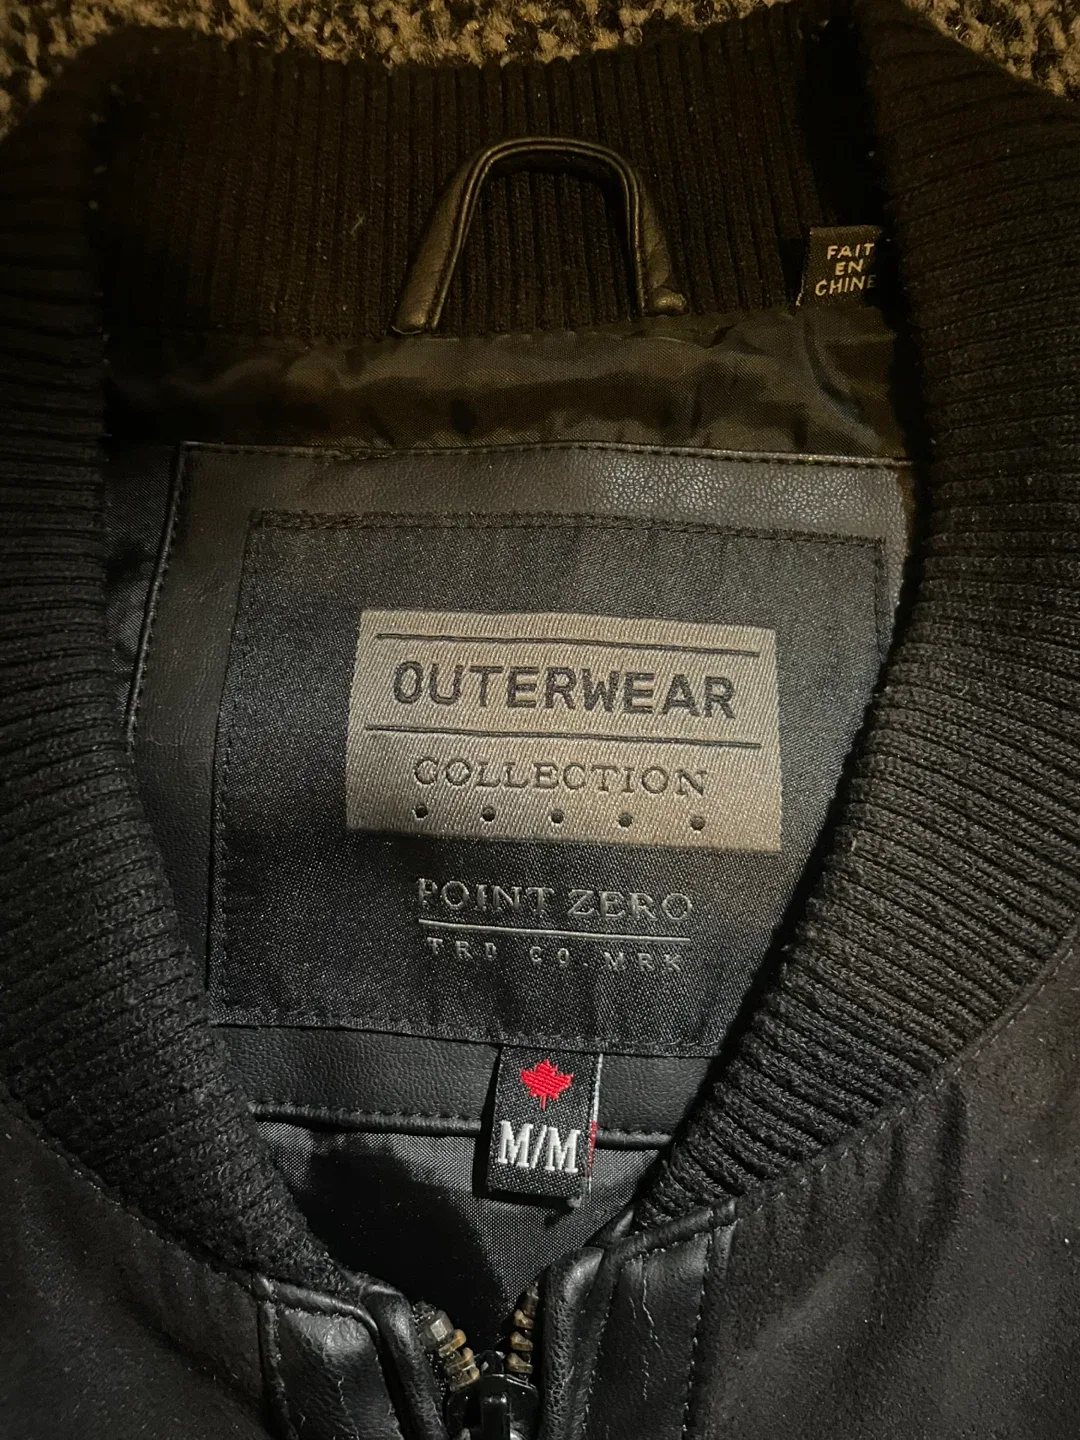 FAIT
EN
CHINE
OUTERWEAR
COLLECTION
POINT ZERO
TRD CO. MRK
M/M